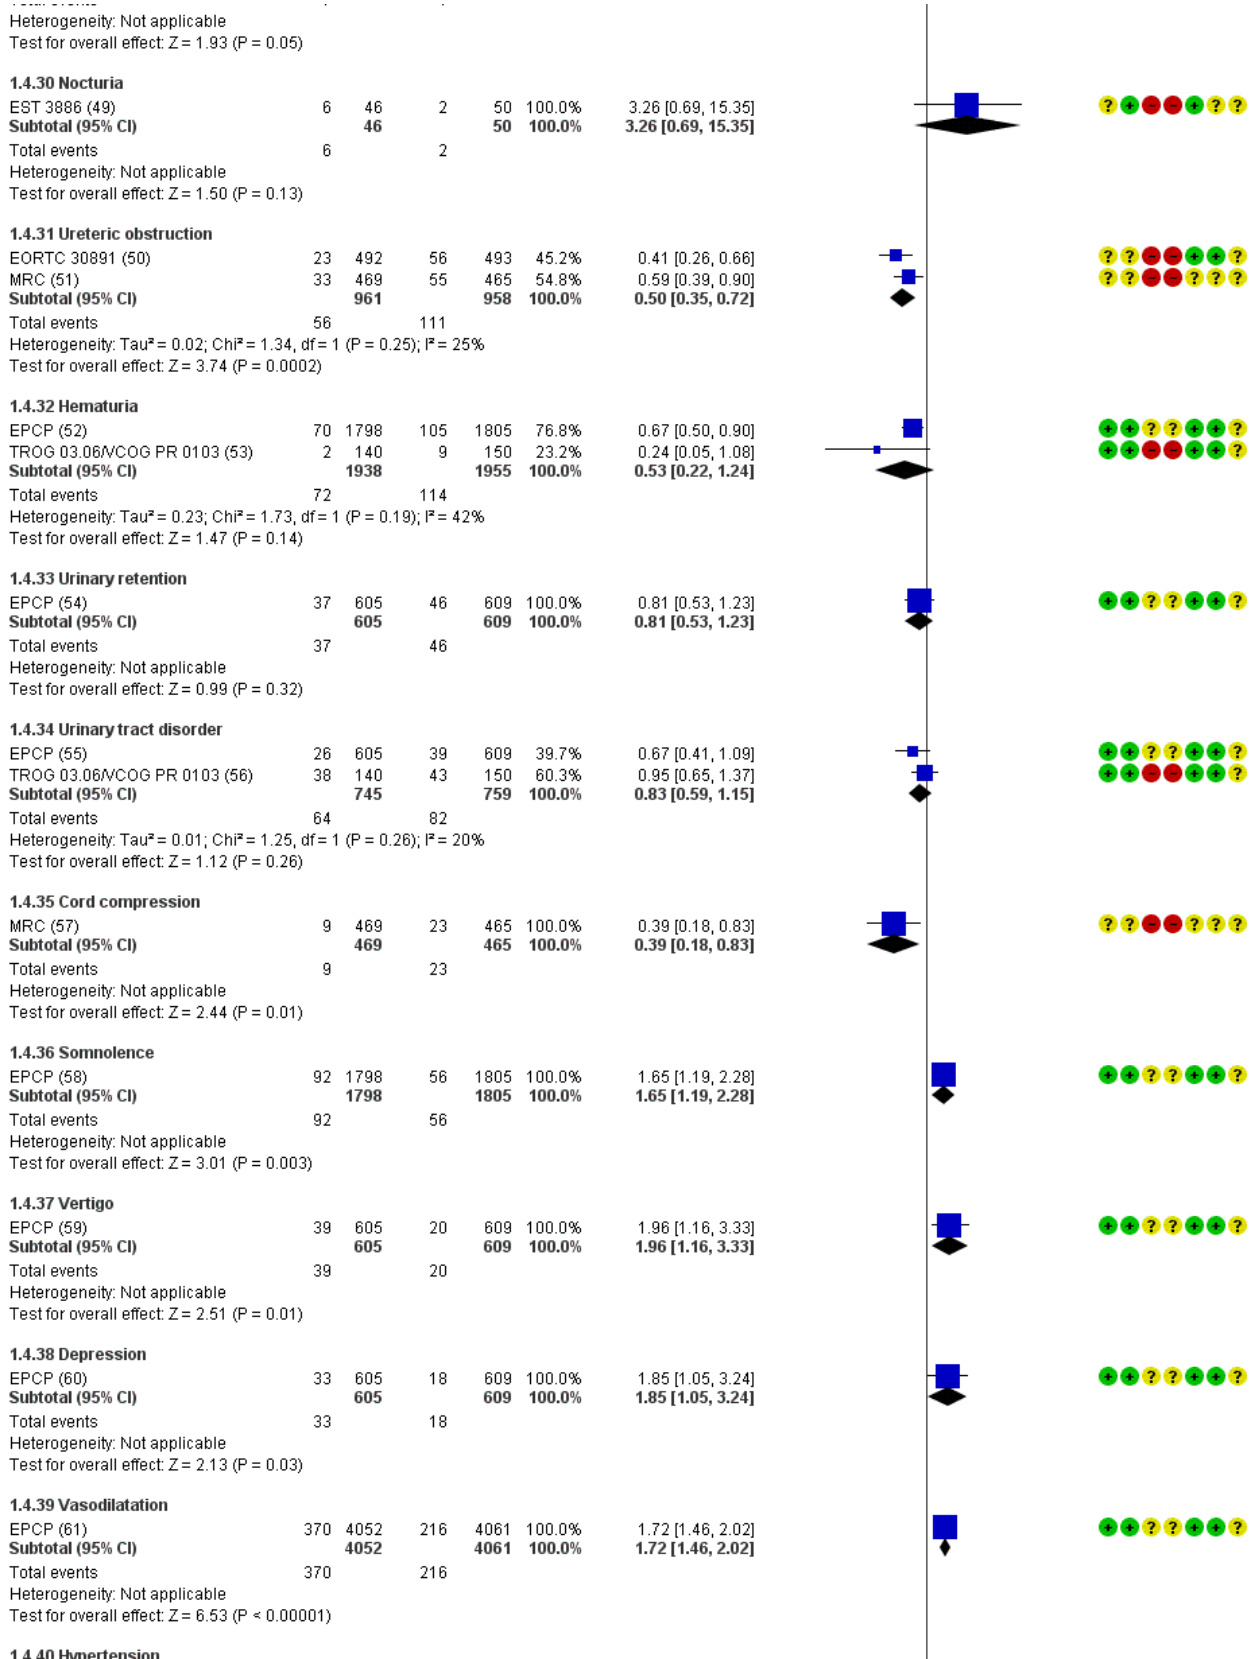 Heterogeneity: Not applicable
Test for overall effect: Z = 1.93 (P = 0.05)
1.4.30 Nocturia
EST 3886 (49) 6 46 2 50 100.0% 3.26 [0.69, 15.35] ? + - - + ? ?
Subtotal (95% CI) 46 50 100.0% 3.26 [0.69, 15.35]
Total events 6 2
Heterogeneity: Not applicable
Test for overall effect: Z = 1.50 (P = 0.13)
1.4.31 Ureteric obstruction
EORTC 30891 (50) 23 492 56 493 45.2% 0.41 [0.26, 0.66] ? ? - - + + ?
MRC (51) 33 469 55 465 54.8% 0.59 [0.39, 0.90] ? ? - - ? ? ?
Subtotal (95% CI) 961 958 100.0% 0.50 [0.35, 0.72]
Total events 56 111
Heterogeneity: Tau² = 0.02; Chi² = 1.34, df = 1 (P = 0.25); I² = 25%
Test for overall effect: Z = 3.74 (P = 0.0002)
1.4.32 Hematuria
EPCP (52) 70 1798 105 1805 76.8% 0.67 [0.50, 0.90] + + ? ? + + ?
TROG 03.06/VCOG PR 0103 (53) 2 140 9 150 23.2% 0.24 [0.05, 1.08] + + - - + + ?
Subtotal (95% CI) 1938 1955 100.0% 0.53 [0.22, 1.24]
Total events 72 114
Heterogeneity: Tau² = 0.23; Chi² = 1.73, df = 1 (P = 0.19); I² = 42%
Test for overall effect: Z = 1.47 (P = 0.14)
1.4.33 Urinary retention
EPCP (54) 37 605 46 609 100.0% 0.81 [0.53, 1.23] + + ? ? + + ?
Subtotal (95% CI) 605 609 100.0% 0.81 [0.53, 1.23]
Total events 37 46
Heterogeneity: Not applicable
Test for overall effect: Z = 0.99 (P = 0.32)
1.4.34 Urinary tract disorder
EPCP (55) 26 605 39 609 39.7% 0.67 [0.41, 1.09] + + ? ? + + ?
TROG 03.06/VCOG PR 0103 (56) 38 140 43 150 60.3% 0.95 [0.65, 1.37] + + - - + + ?
Subtotal (95% CI) 745 759 100.0% 0.83 [0.59, 1.15]
Total events 64 82
Heterogeneity: Tau² = 0.01; Chi² = 1.25, df = 1 (P = 0.26); I² = 20%
Test for overall effect: Z = 1.12 (P = 0.26)
1.4.35 Cord compression
MRC (57) 9 469 23 465 100.0% 0.39 [0.18, 0.83] ? ? - - ? ? ?
Subtotal (95% CI) 469 465 100.0% 0.39 [0.18, 0.83]
Total events 9 23
Heterogeneity: Not applicable
Test for overall effect: Z = 2.44 (P = 0.01)
1.4.36 Somnolence
EPCP (58) 92 1798 56 1805 100.0% 1.65 [1.19, 2.28] + + ? ? + + ?
Subtotal (95% CI) 1798 1805 100.0% 1.65 [1.19, 2.28]
Total events 92 56
Heterogeneity: Not applicable
Test for overall effect: Z = 3.01 (P = 0.003)
1.4.37 Vertigo
EPCP (59) 39 605 20 609 100.0% 1.96 [1.16, 3.33] + + ? ? + + ?
Subtotal (95% CI) 605 609 100.0% 1.96 [1.16, 3.33]
Total events 39 20
Heterogeneity: Not applicable
Test for overall effect: Z = 2.51 (P = 0.01)
1.4.38 Depression
EPCP (60) 33 605 18 609 100.0% 1.85 [1.05, 3.24] + + ? ? + + ?
Subtotal (95% CI) 605 609 100.0% 1.85 [1.05, 3.24]
Total events 33 18
Heterogeneity: Not applicable
Test for overall effect: Z = 2.13 (P = 0.03)
1.4.39 Vasodilatation
EPCP (61) 370 4052 216 4061 100.0% 1.72 [1.46, 2.02] + + ? ? + + ?
Subtotal (95% CI) 4052 4061 100.0% 1.72 [1.46, 2.02]
Total events 370 216
Heterogeneity: Not applicable
Test for overall effect: Z = 6.53 (P < 0.00001)
1.4.40 Hypertension